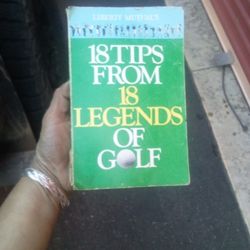 LIBERTY MUTUAL'S
18 TIPS
FROM
18
LEGENDS
OF
GOLF